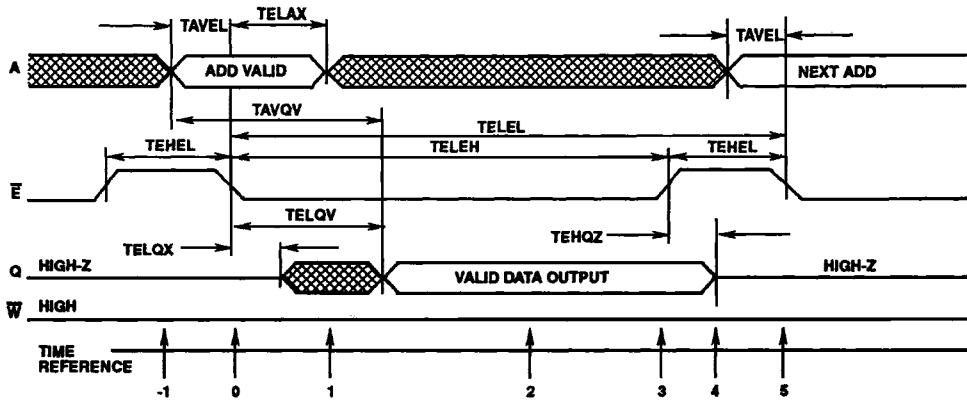 TAVEL TELAX TAVEL
A ADD VALID NEXT ADD
TAVQV
TELEL
TEHEL TELEH TEHEL
E
TELQV
TELQX TEHQZ
Q HIGH-Z VALID DATA OUTPUT HIGH-Z
W HIGH
TIME
REFERENCE
-1 0 1 2 3 4 5